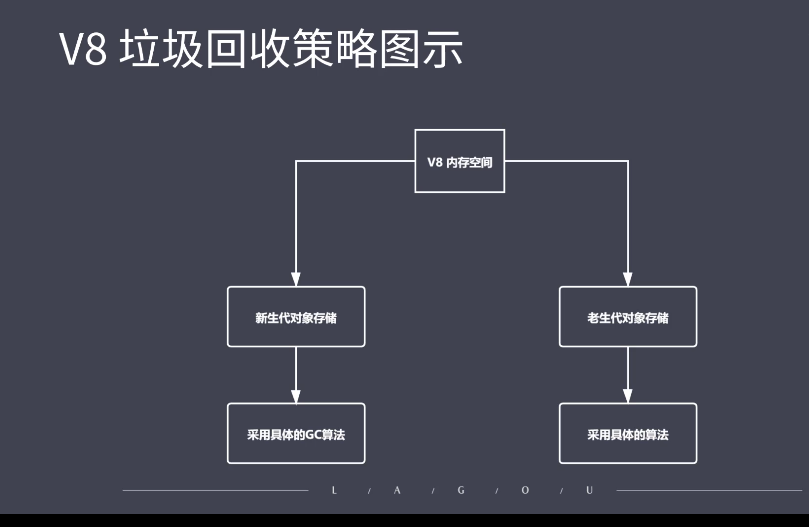 V8 垃圾回收策略图示
V8 内存空间
新生代对象存储
老生代对象存储
采用具体的GC算法
采用具体的算法
L / A / G / O / U